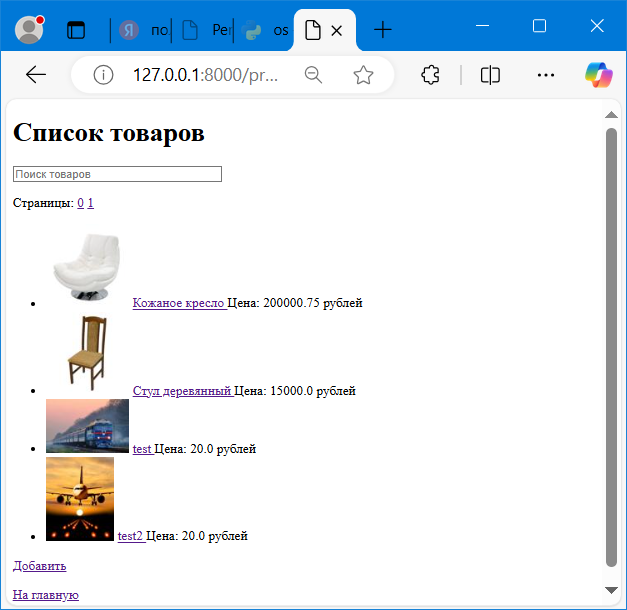 по.
Per
os
127.0.0.1:8000/pr...
Список товаров
Поиск товаров
Страницы: 0 1
Кожаное кресло Цена: 200000.75 рублей
Стул деревянный Цена: 15000.0 рублей
test Цена: 20.0 рублей
test2 Цена: 20.0 рублей
Добавить
На главную